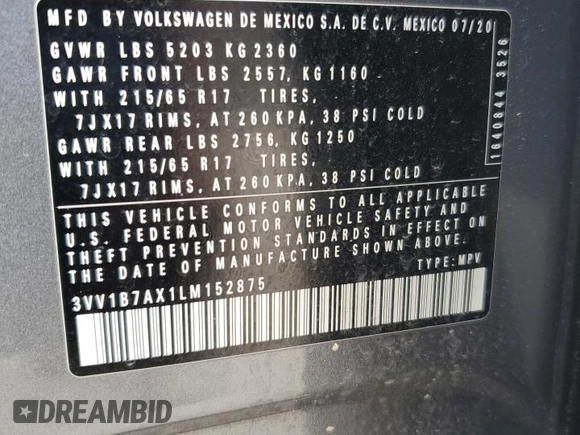 MFD BY VOLKSWAGEN DE MEXICO S.A. DE C.V. MEXICO 07/20
GVWR LBS 5203 KG 2360
GAWR FRONT LBS 2557, KG 1160
WITH 215/65 R17 TIRES,
7JX17 RIMS, AT 260 KPA, 38 PSI COLD
GAWR REAR LBS 2756, KG 1250
WITH 215/65 R17 TIRES,
7JX17 RIMS, AT 260 KPA, 38 PSI COLD
THIS VEHICLE CONFORMS TO ALL APPLICABLE
U.S. FEDERAL MOTOR VEHICLE SAFETY AND
THEFT PREVENTION STANDARDS IN EFFECT ON
THE DATE OF MANUFACTURE SHOWN ABOVE.
3VV1B7AX1LM152875 TYPE: MPV
1640844 3526
DREAMBID